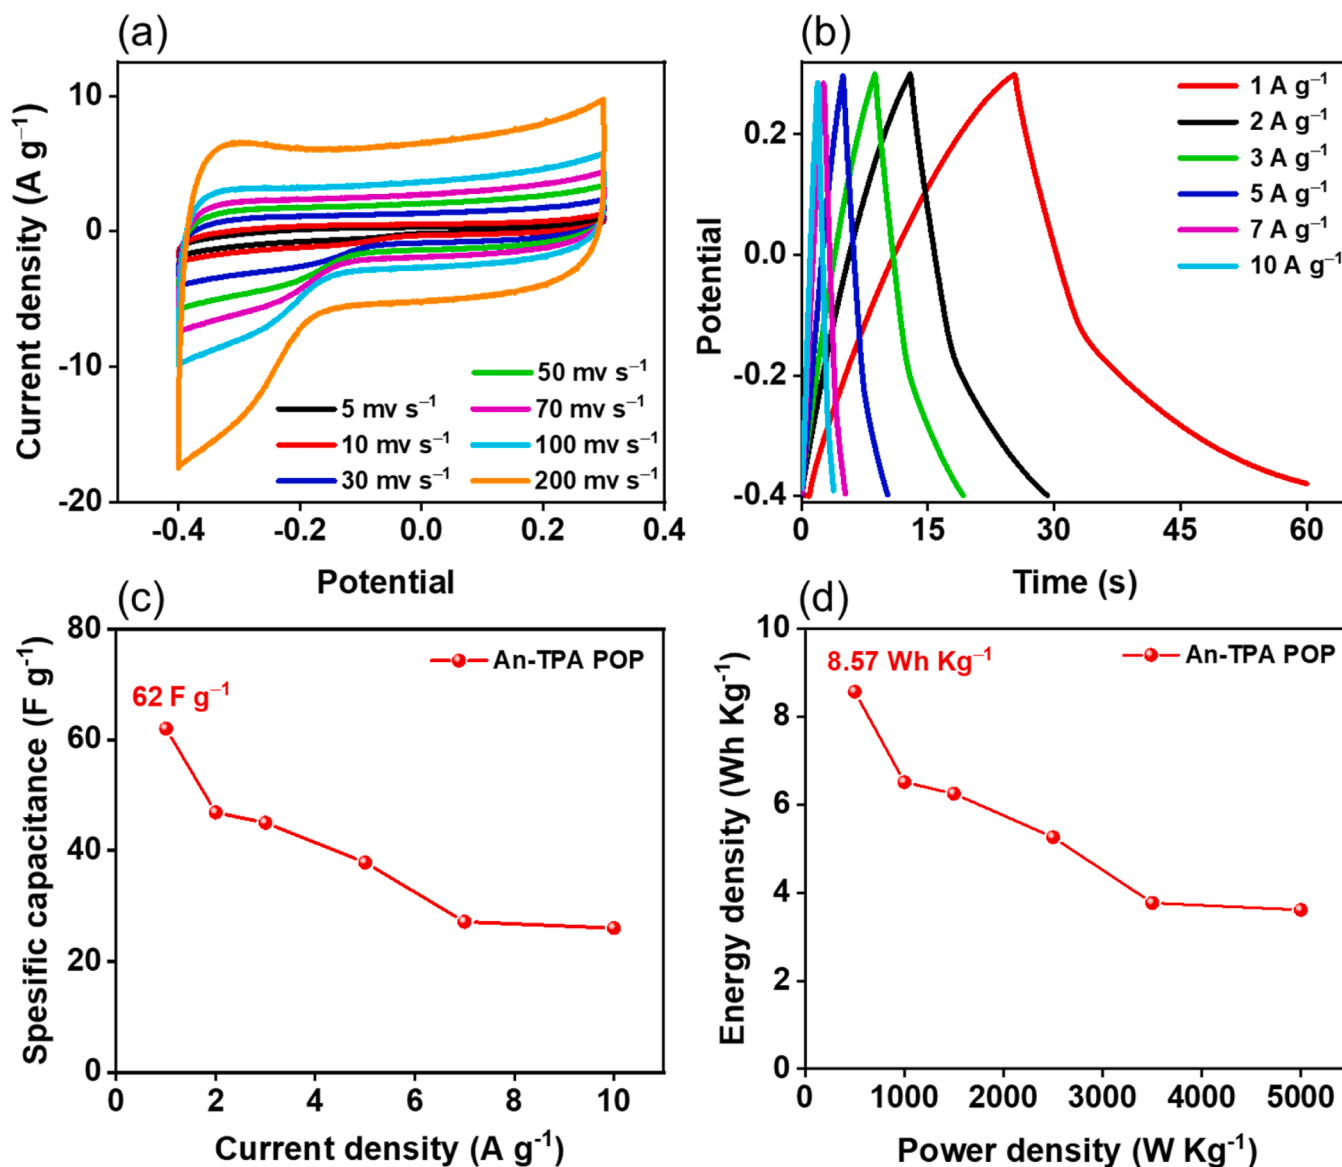 (a)
Current density (A g⁻¹)
10
0
-10
-20
-0.4
-0.2
0.0
0.2
0.4
Potential
5 mv s⁻¹
10 mv s⁻¹
30 mv s⁻¹
50 mv s⁻¹
70 mv s⁻¹
100 mv s⁻¹
200 mv s⁻¹
(b)
Potential
0.2
0.0
-0.2
-0.4
0
15
30
45
60
Time (s)
1 A g⁻¹
2 A g⁻¹
3 A g⁻¹
5 A g⁻¹
7 A g⁻¹
10 A g⁻¹
(c)
Spesific capacitance (F g⁻¹)
80
60
40
20
0
0
2
4
6
8
10
Current density (A g⁻¹)
An-TPA POP
62 F g⁻¹
(d)
Energy density (Wh Kg⁻¹)
10
8
6
4
2
0
0
1000
2000
3000
4000
5000
Power density (W Kg⁻¹)
An-TPA POP
8.57 Wh Kg⁻¹